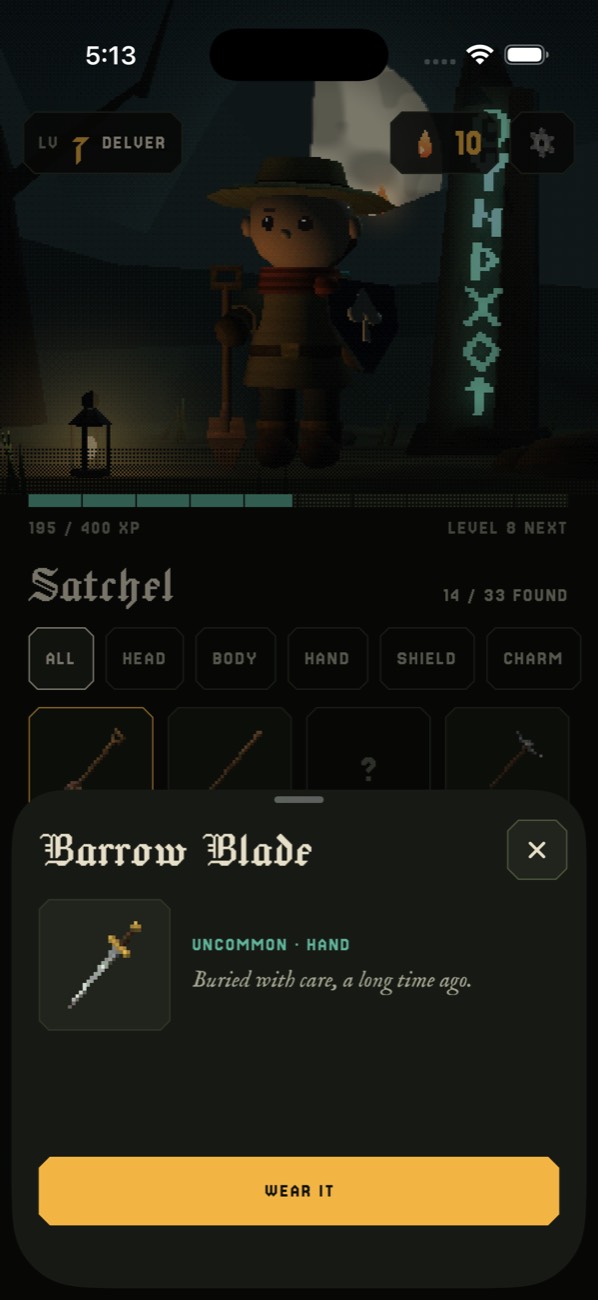 5:13
LV 7 DELVER
10
195 / 400 XP
LEVEL 8 NEXT
Satchel
14 / 33 FOUND
ALL
HEAD
BODY
HAND
SHIELD
CHARM
?
Barrow Blade
UNCOMMON · HAND
Buried with care, a long time ago.
WEAR IT